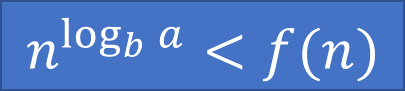 n^{\log_b a} < f(n)